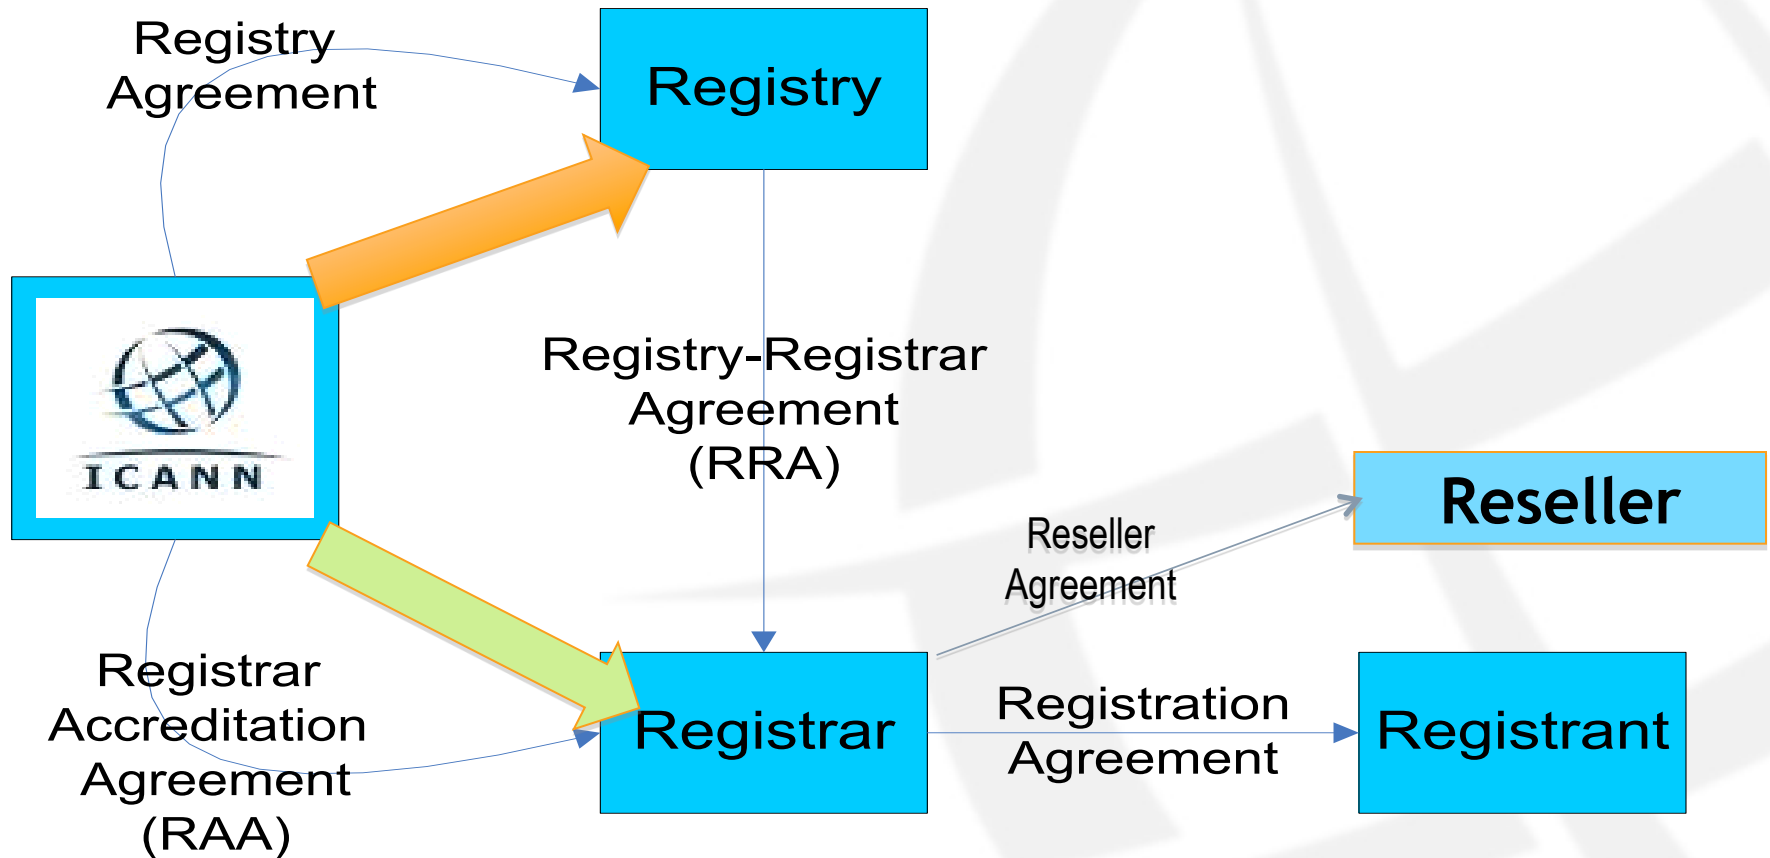 Registry
Agreement
Registry
ICANN
Registry-Registrar
Agreement
(RRA)
Reseller
Agreement
Reseller
Registrar
Accreditation
Agreement
(RAA)
Registrar
Registration
Agreement
Registrant